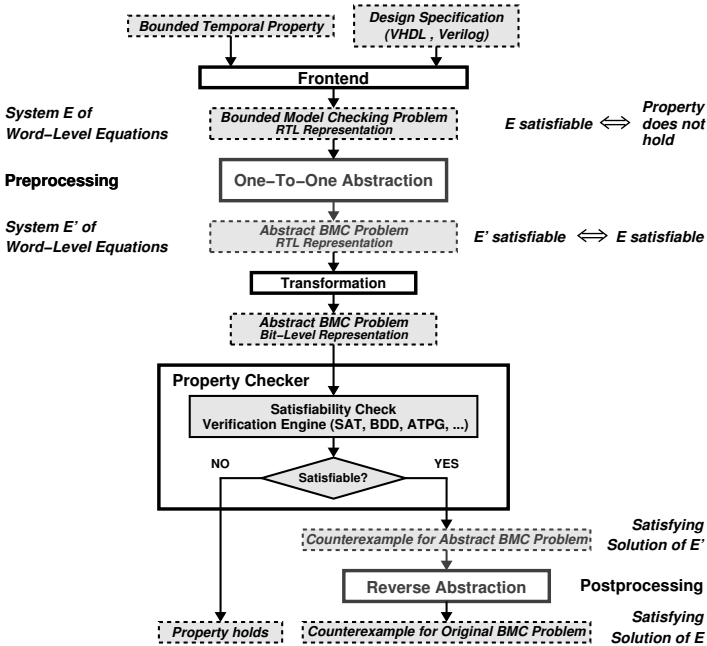 Bounded Temporal Property
Design Specification
(VHDL , Verilog)
Frontend
System E of
Word−Level Equations
Bounded Model Checking Problem
RTL Representation
E satisfiable ⟺ Property
does not
hold
Preprocessing
One−To−One Abstraction
System E' of
Word−Level Equations
Abstract BMC Problem
RTL Representation
E' satisfiable ⟺ E satisfiable
Transformation
Abstract BMC Problem
Bit−Level Representation
Property Checker
Satisfiability Check
Verification Engine (SAT, BDD, ATPG, ...)
NO
Satisfiable?
YES
Counterexample for Abstract BMC Problem
Satisfying
Solution of E'
Reverse Abstraction
Postprocessing
Property holds
Counterexample for Original BMC Problem
Satisfying
Solution of E